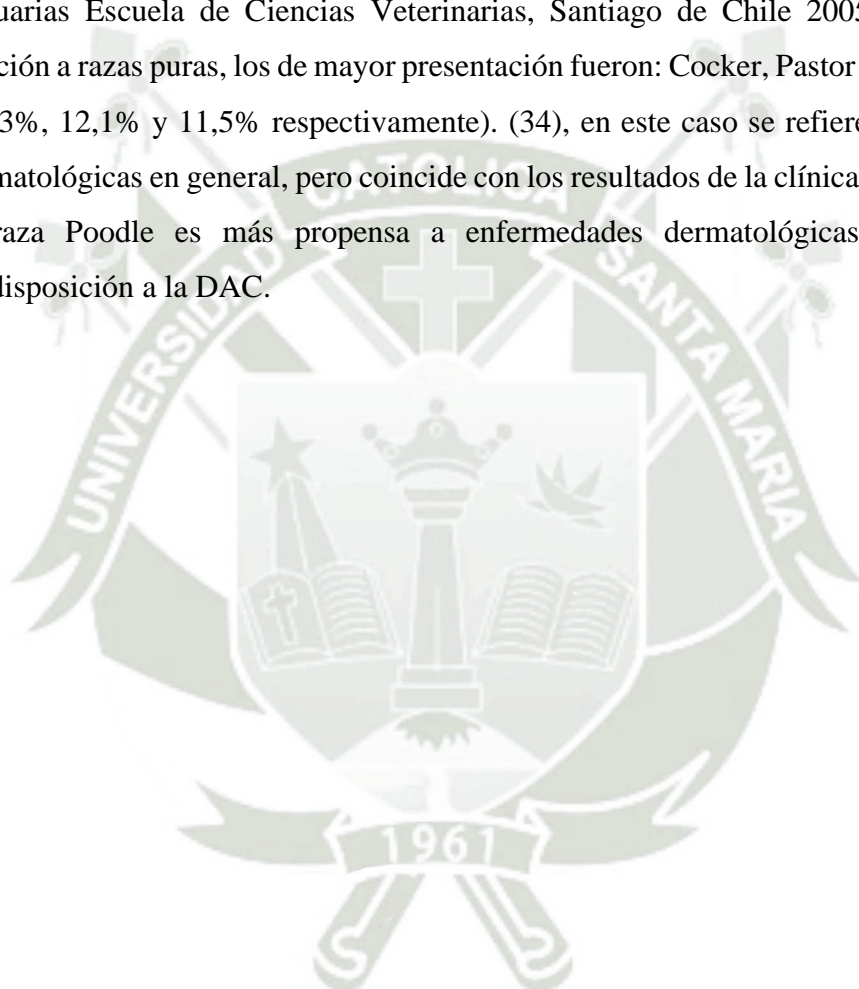 uarias Escuela de Ciencias Veterinarias, Santiago de Chile 2005
ción a razas puras, los de mayor presentación fueron: Cocker, Pastor
3%, 12,1% y 11,5% respectivamente). (34), en este caso se refiere
matológicas en general, pero coincide con los resultados de la clínica
raza Poodle es más propensa a enfermedades dermatológicas
disposición a la DAC.
UNIVERSIDAD CATOLICA SANTA MARIA
1961